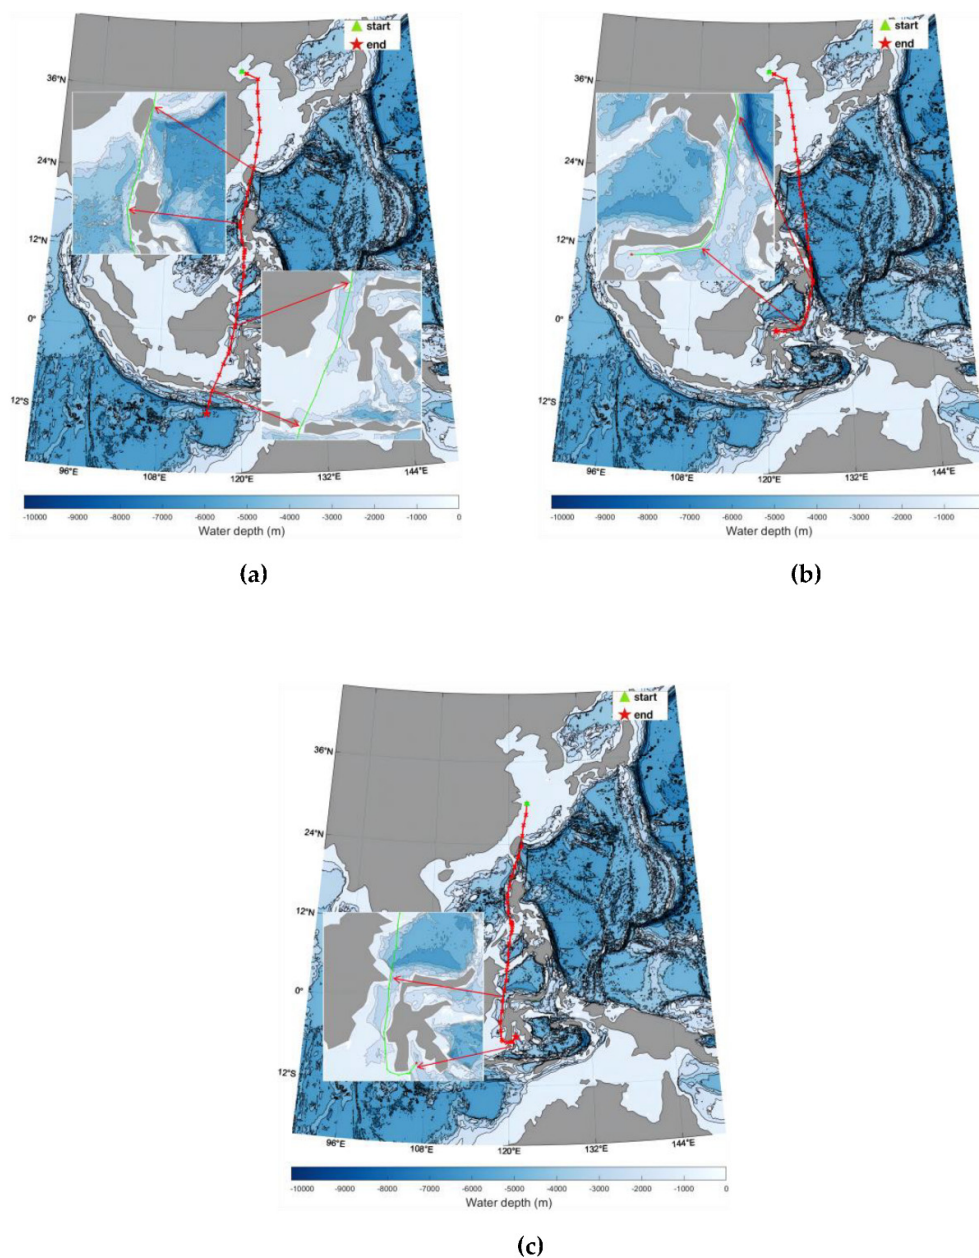 start
end
36°N
24°N
12°N
0°
12°S
96°E
108°E
120°E
132°E
144°E
-10000 -9000 -8000 -7000 -6000 -5000 -4000 -3000 -2000 -1000 0
Water depth (m)
(a)
start
end
36°N
24°N
12°N
0°
12°S
96°E
108°E
120°E
132°E
144°E
-10000 -9000 -8000 -7000 -6000 -5000 -4000 -3000 -2000 -1000
Water depth (m)
(b)
start
end
36°N
24°N
12°N
0°
12°S
96°E
108°E
120°E
132°E
144°E
-10000 -9000 -8000 -7000 -6000 -5000 -4000 -3000 -2000 -1000 0
Water depth (m)
(c)